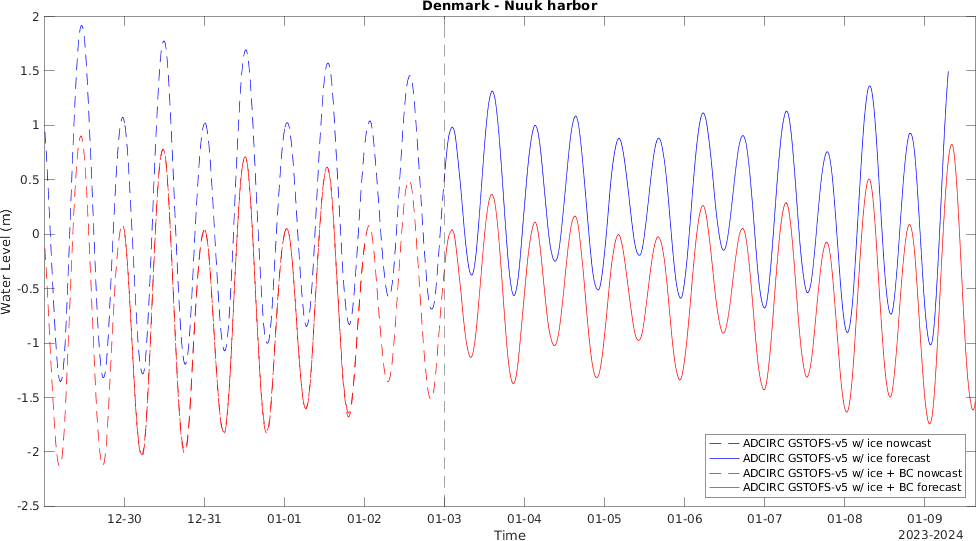 Denmark - Nuuk harbor
2
1.5
1
0.5
0
-0.5
-1
-1.5
-2
-2.5
Water Level (m)
ADCIRC GSTOFS-v5 w/ ice nowcast
ADCIRC GSTOFS-v5 w/ ice forecast
ADCIRC GSTOFS-v5 w/ ice + BC nowcast
ADCIRC GSTOFS-v5 w/ ice + BC forecast
12-30 12-31 01-01 01-02 01-03 01-04 01-05 01-06 01-07 01-08 01-09
Time
2023-2024